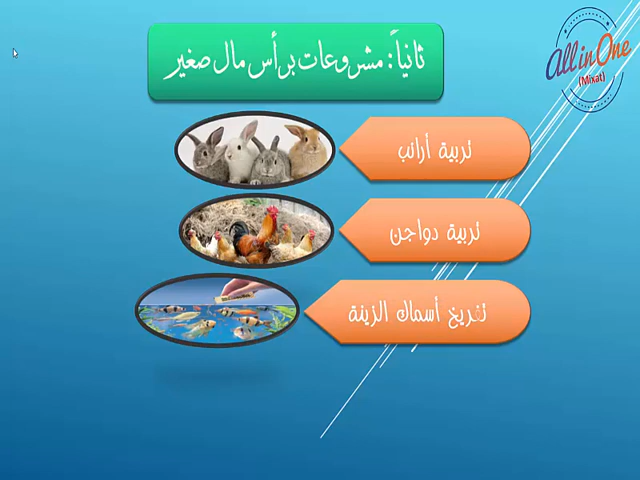 ثانياً: مشروعات برأس مال صغير
All in One
(Mixat)
تربية أرانب
تربية دواجن
تفريخ أسماك الزينة